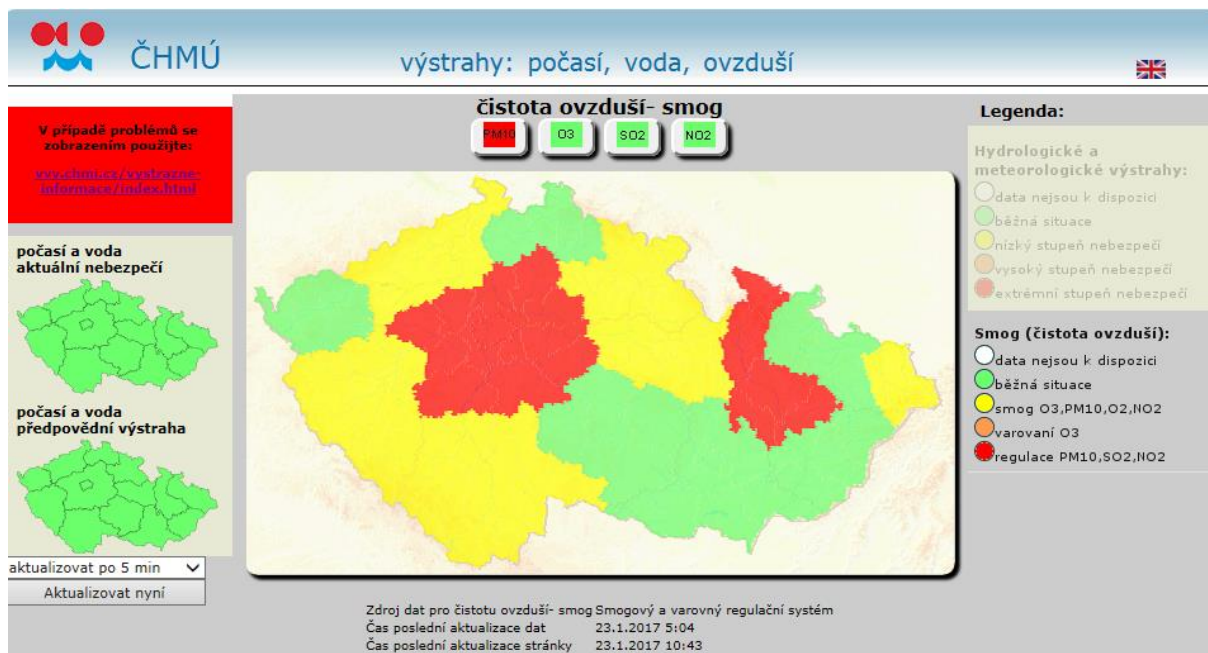 ČHMÚ
výstrahy: počasí, voda, ovzduší
V případě problémů se
zobrazením použijte:
vvv.chmi.cz/vystrazne-
informace/index.html
počasí a voda
aktuální nebezpečí
počasí a voda
předpovědní výstraha
aktualizovat po 5 min
Aktualizovat nyní
čistota ovzduší- smog
PM10
O3
SO2
NO2
Zdroj dat pro čistotu ovzduší- smog Smogový a varovný regulační systém
Čas poslední aktualizace dat 23.1.2017 5:04
Čas poslední aktualizace stránky 23.1.2017 10:43
Legenda:
Hydrologické a
meteorologické výstrahy:
data nejsou k dispozici
běžná situace
nízký stupeň nebezpečí
vysoký stupeň nebezpečí
extrémní stupeň nebezpečí
Smog (čistota ovzduší):
data nejsou k dispozici
běžná situace
smog O3,PM10,O2,NO2
varovaní O3
regulace PM10,SO2,NO2